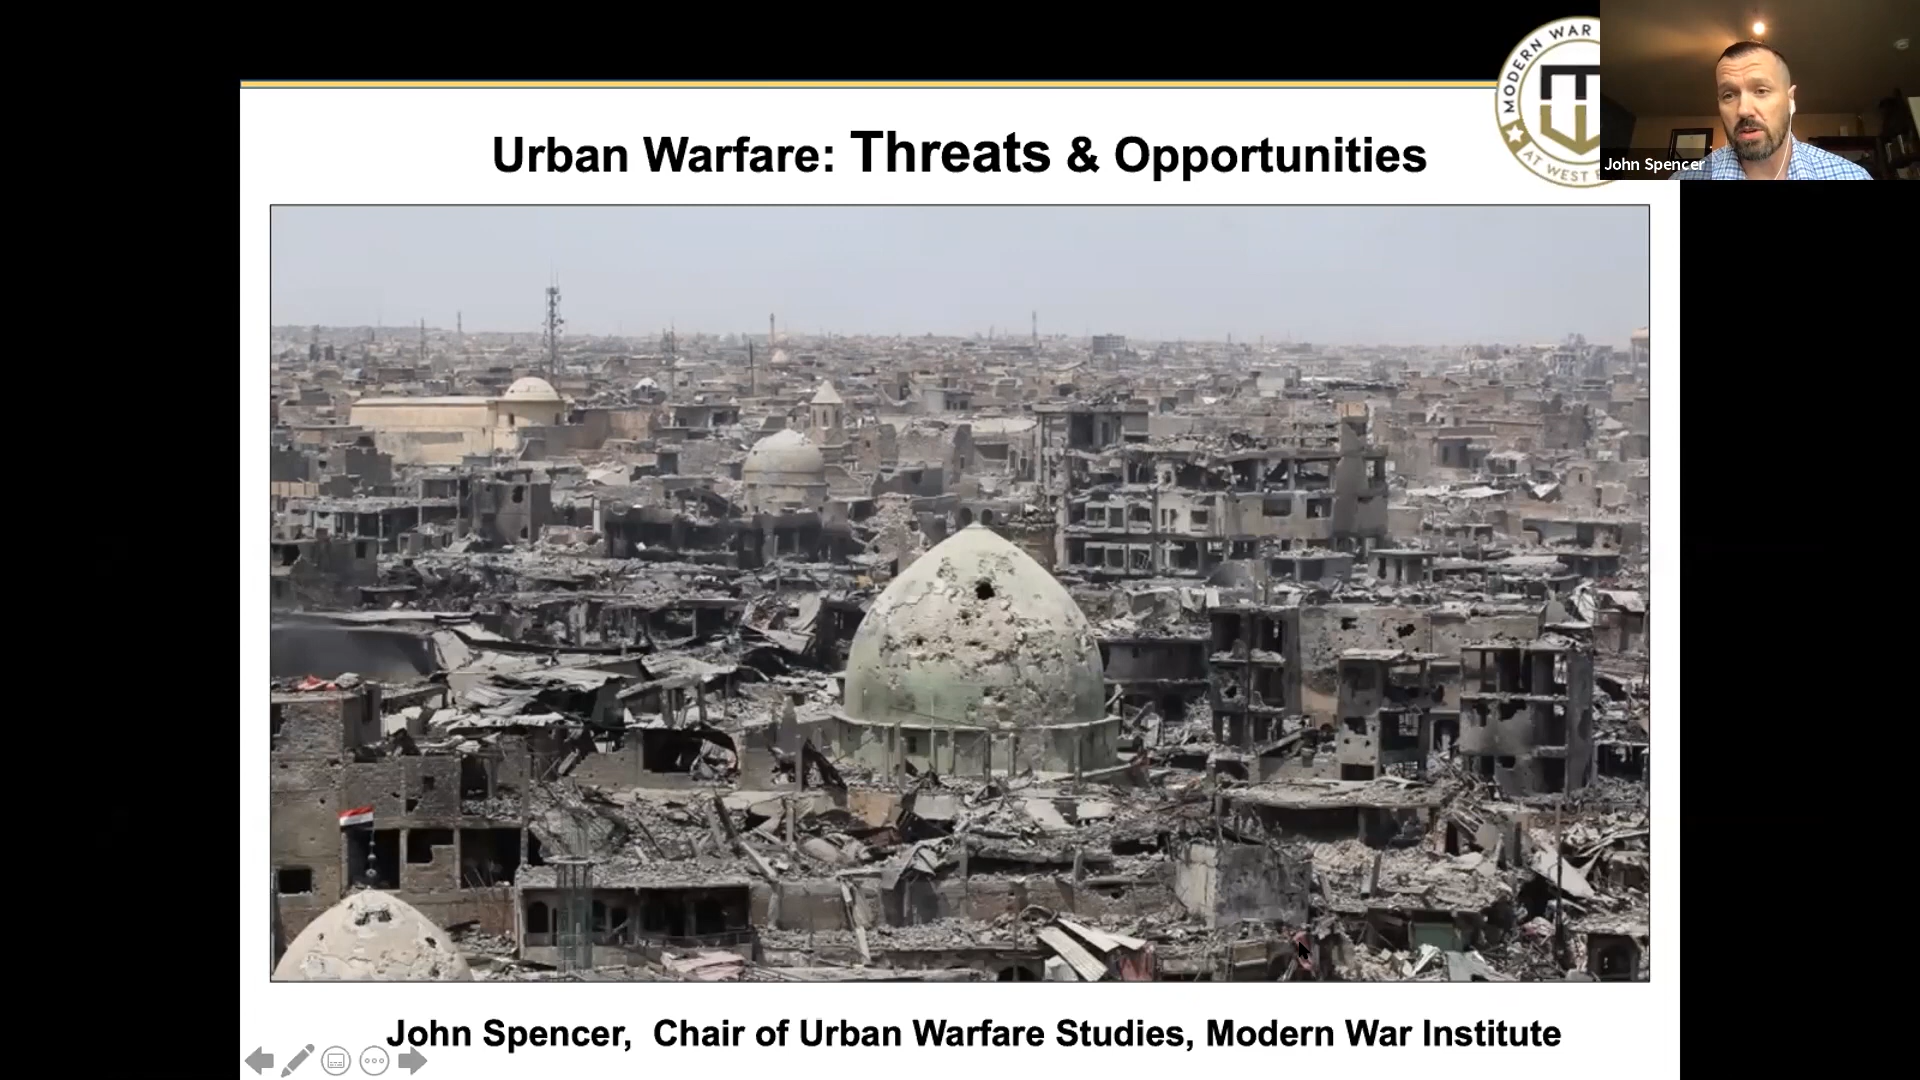 Urban Warfare: Threats & Opportunities
MODERN WAR
AT WEST
John Spencer
John Spencer, Chair of Urban Warfare Studies, Modern War Institute